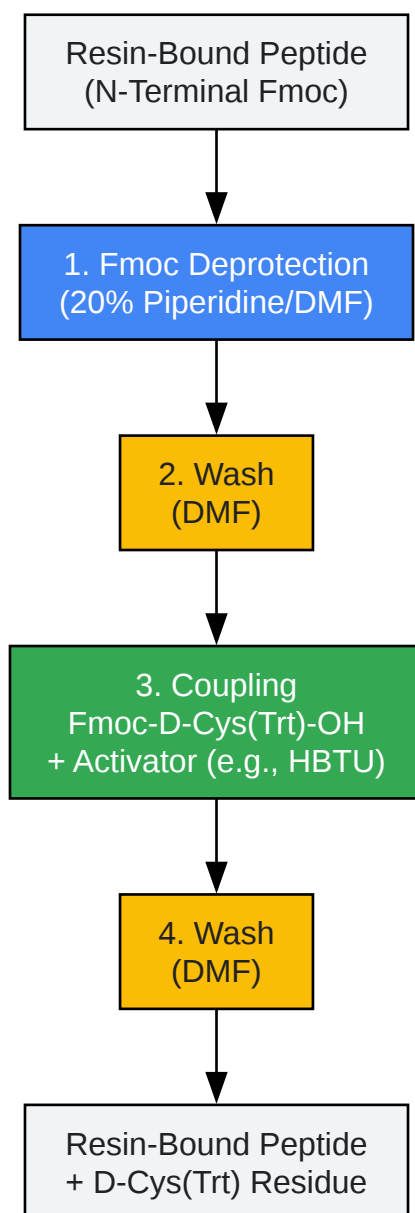 Resin-Bound Peptide
(N-Terminal Fmoc)
1. Fmoc Deprotection
(20% Piperidine/DMF)
2. Wash
(DMF)
3. Coupling
Fmoc-D-Cys(Trt)-OH
+ Activator (e.g., HBTU)
4. Wash
(DMF)
Resin-Bound Peptide
+ D-Cys(Trt) Residue